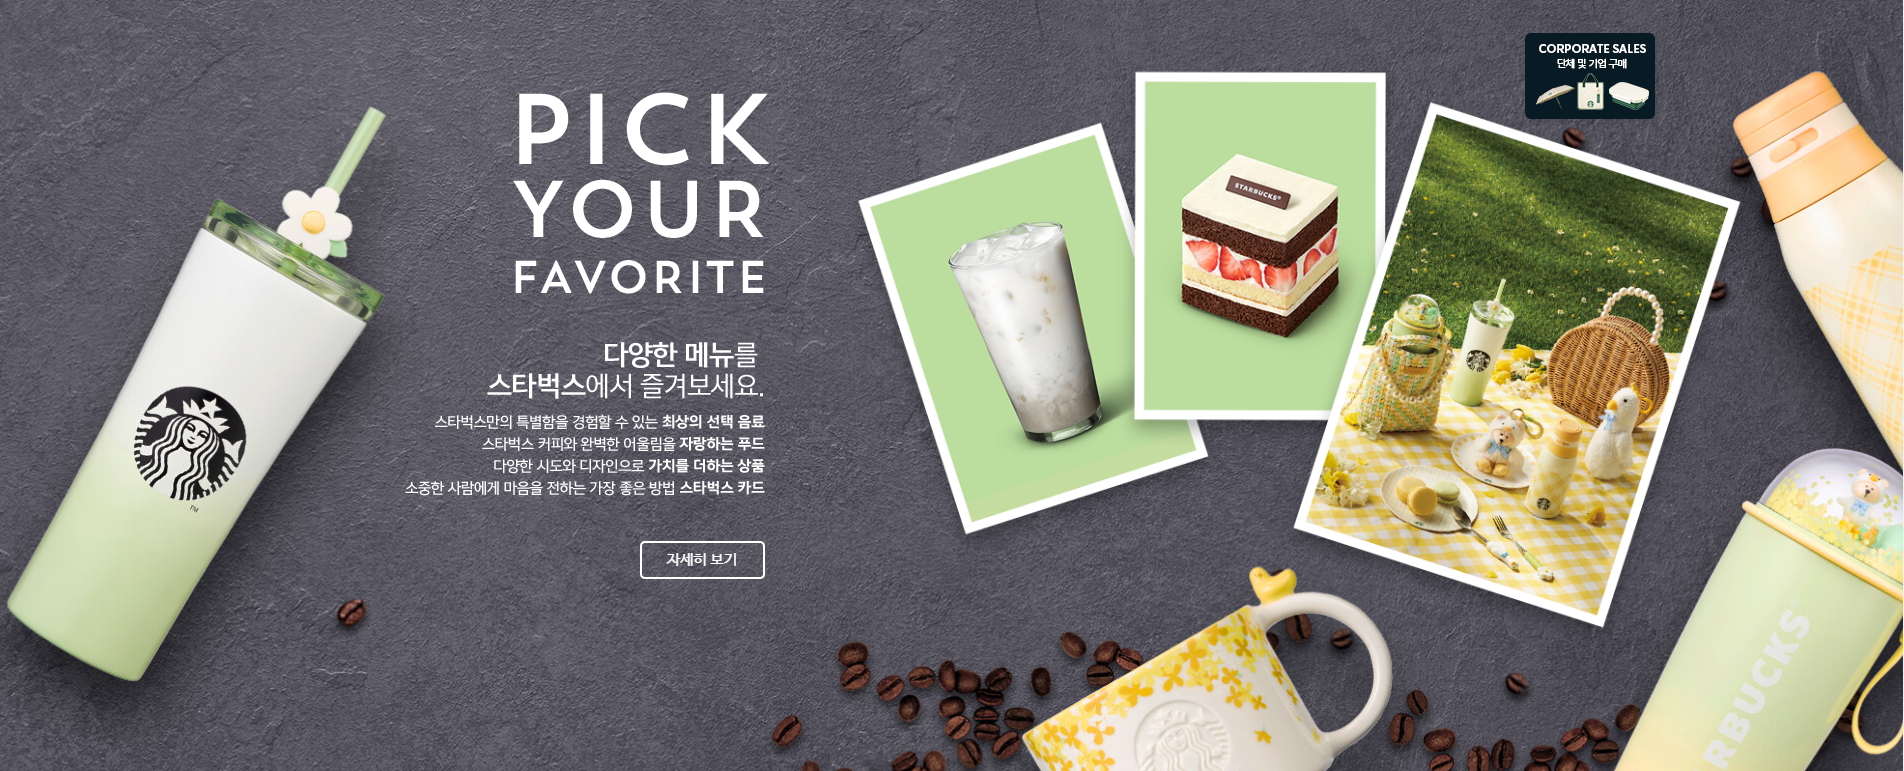 PICK
YOUR
FAVORITE
다양한 메뉴를
스타벅스에서 즐겨보세요.
스타벅스만의 특별함을 경험할 수 있는 최상의 선택 음료
스타벅스 커피와 완벽한 어울림을 자랑하는 푸드
다양한 시도와 디자인으로 가치를 더하는 상품
소중한 사람에게 마음을 전하는 가장 좋은 방법 스타벅스 카드
자세히 보기
TM
STARBUCKS®
CORPORATE SALES
단체 및 기업 구매
RBUCKS